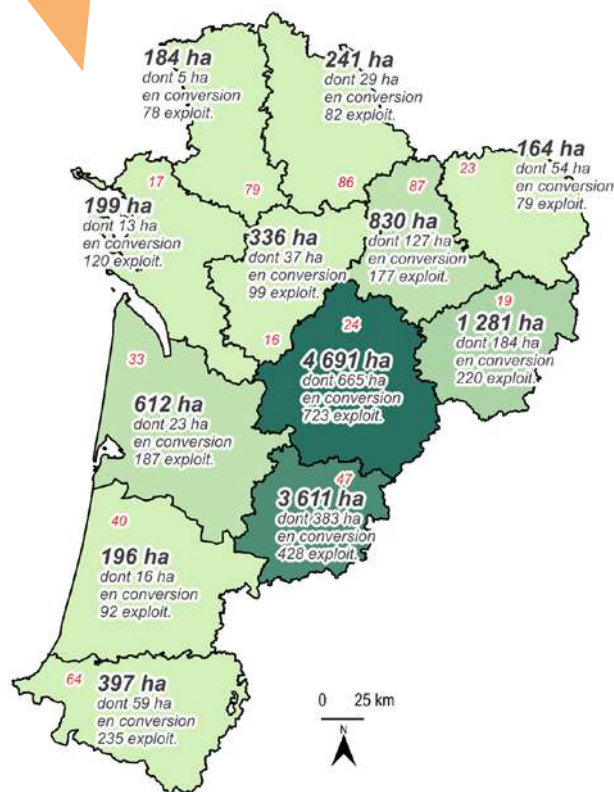 184 ha
dont 5 ha
en conversion
78 exploit.
79
241 ha
dont 29 ha
en conversion
82 exploit.
86
164 ha
dont 54 ha
en conversion
79 exploit.
23
17
199 ha
dont 13 ha
en conversion
120 exploit.
336 ha
dont 37 ha
en conversion
99 exploit.
16
87
830 ha
dont 127 ha
en conversion
177 exploit.
19
1 281 ha
dont 184 ha
en conversion
220 exploit.
24
4 691 ha
dont 665 ha
en conversion
723 exploit.
33
612 ha
dont 23 ha
en conversion
187 exploit.
47
3 611 ha
dont 383 ha
en conversion
428 exploit.
40
196 ha
dont 16 ha
en conversion
92 exploit.
64
397 ha
dont 59 ha
en conversion
235 exploit.
0 25 km
N